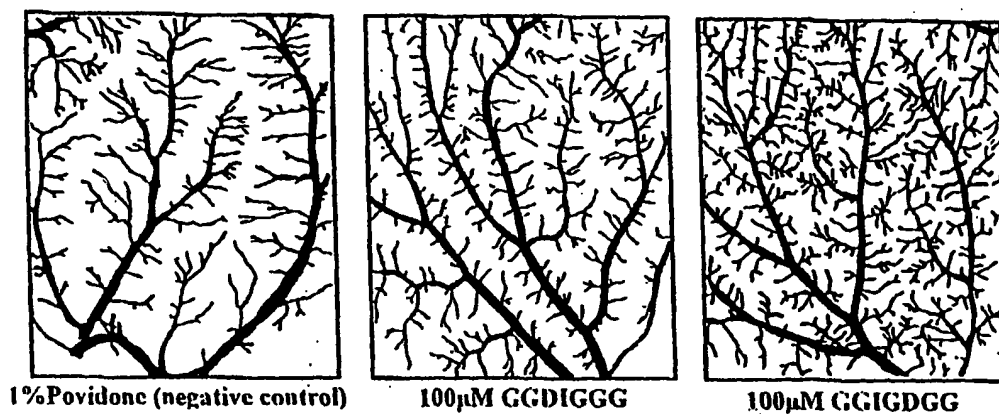 1%Povidone (negative control)
100µM GGDIGGG
100µM GGIGDGG